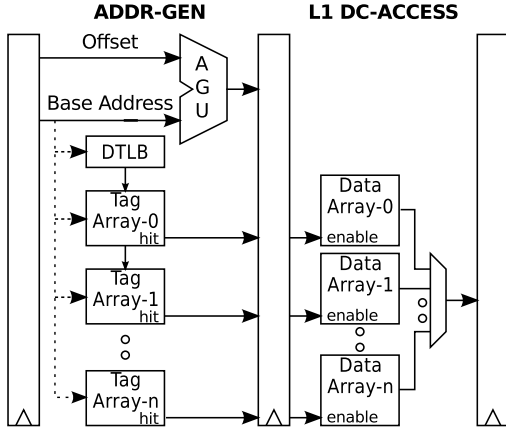 ADDR-GEN
L1 DC-ACCESS
Offset
A
G
U
Base Address
DTLB
Tag
Array-0
hit
Tag
Array-1
hit
Tag
Array-n
hit
Data
Array-0
enable
Data
Array-1
enable
Data
Array-n
enable